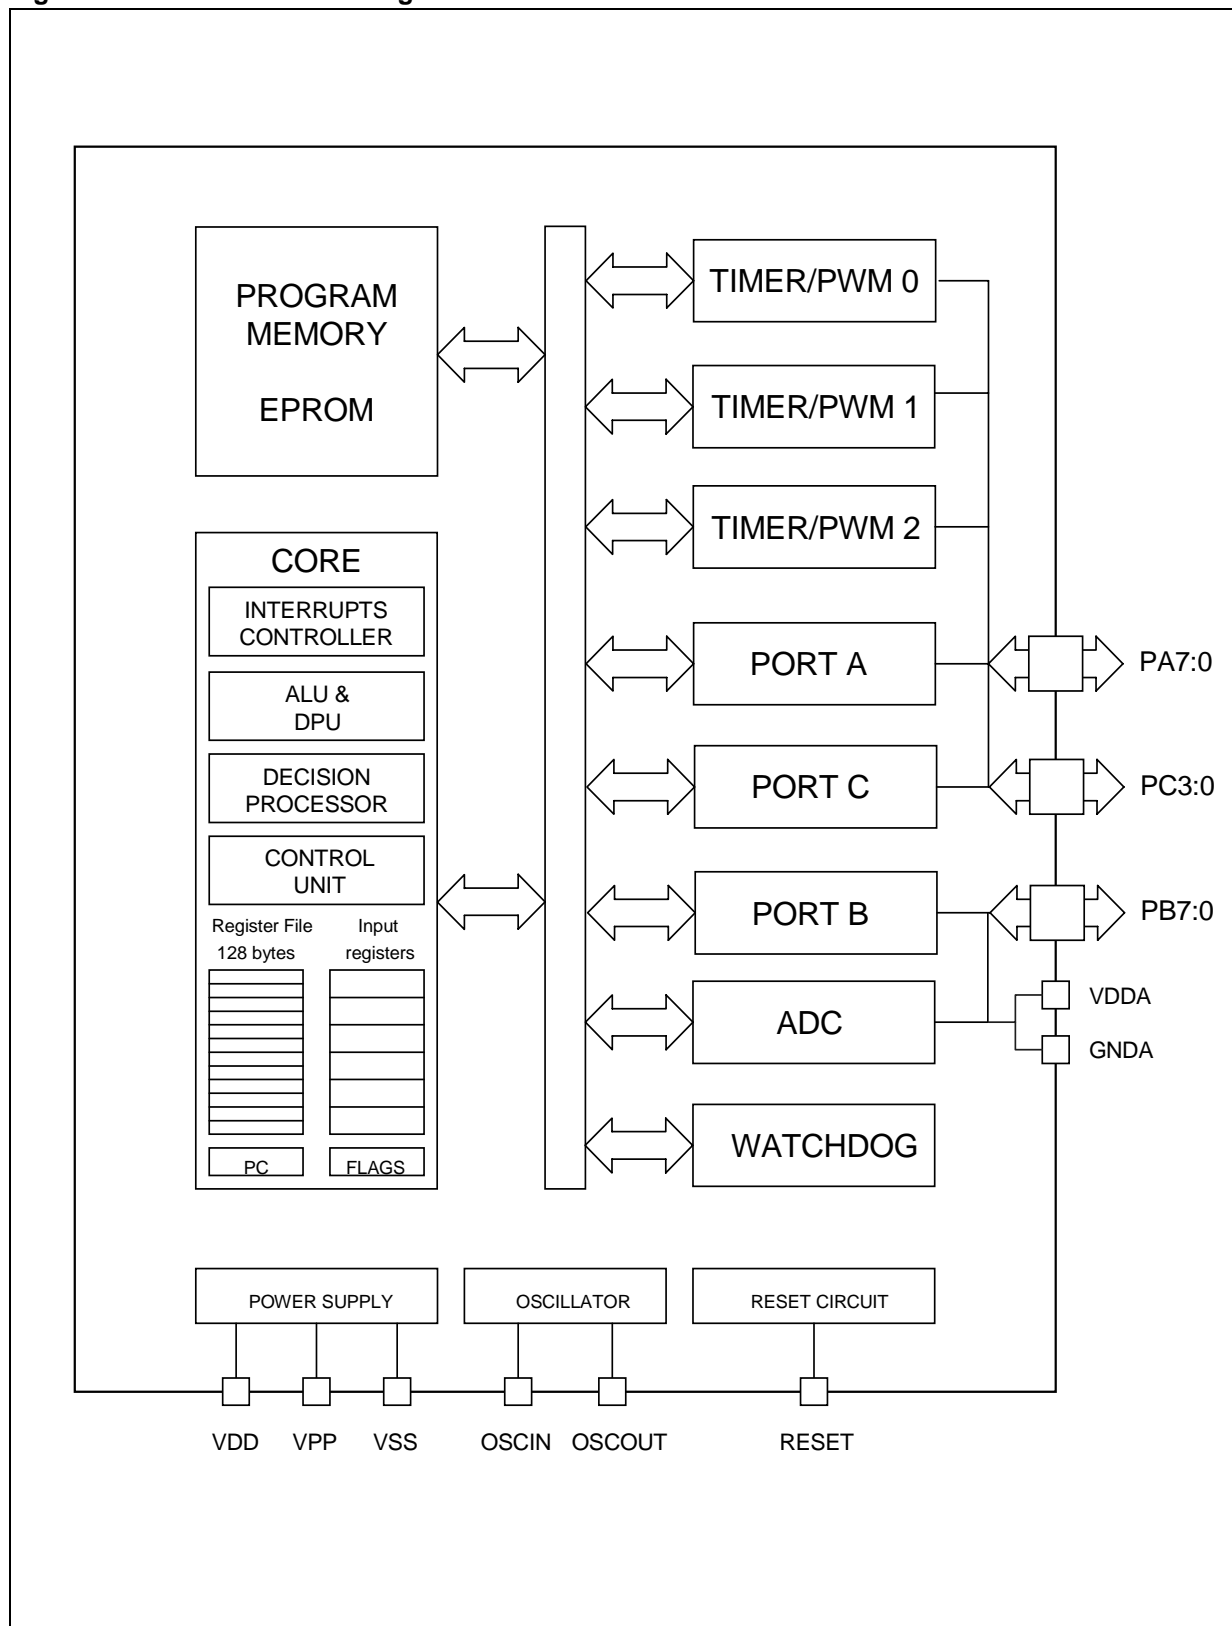 PROGRAM
MEMORY
EPROM
CORE
INTERRUPTS
CONTROLLER
ALU &
DPU
DECISION
PROCESSOR
CONTROL
UNIT
Register File
128 bytes
Input
registers
PC
FLAGS
TIMER/PWM 0
TIMER/PWM 1
TIMER/PWM 2
PORT A
PORT C
PORT B
ADC
WATCHDOG
PA7:0
PC3:0
PB7:0
VDDA
GNDA
POWER SUPPLY
OSCILLATOR
RESET CIRCUIT
VDD
VPP
VSS
OSCIN
OSCOUT
RESET